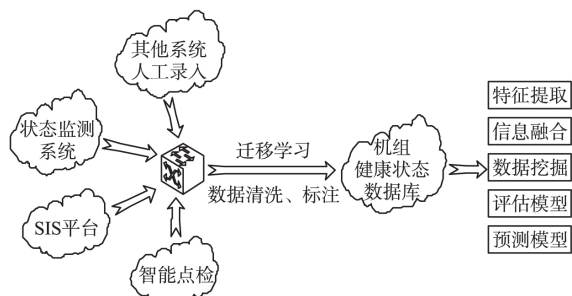 其他系统
人工录入
状态监测
系统
SIS平台
智能点检
迁移学习
数据清洗、标注
机组
健康状态
数据库
特征提取
信息融合
数据挖掘
评估模型
预测模型